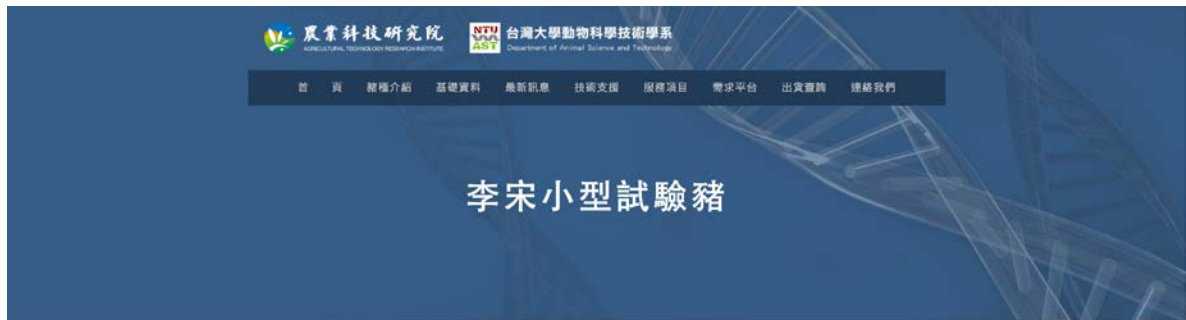 農業科技研究院
AGRICULTURAL TECHNOLOGY RESEARCH INSTITUTE
NTU
AST
台灣大學動物科學技術學系
Department of Animal Science and Technology
首 頁 豬種介紹 基礎資料 最新訊息 技術支援 服務項目 需求平台 出貨查詢 連絡我們
李宋小型試驗豬